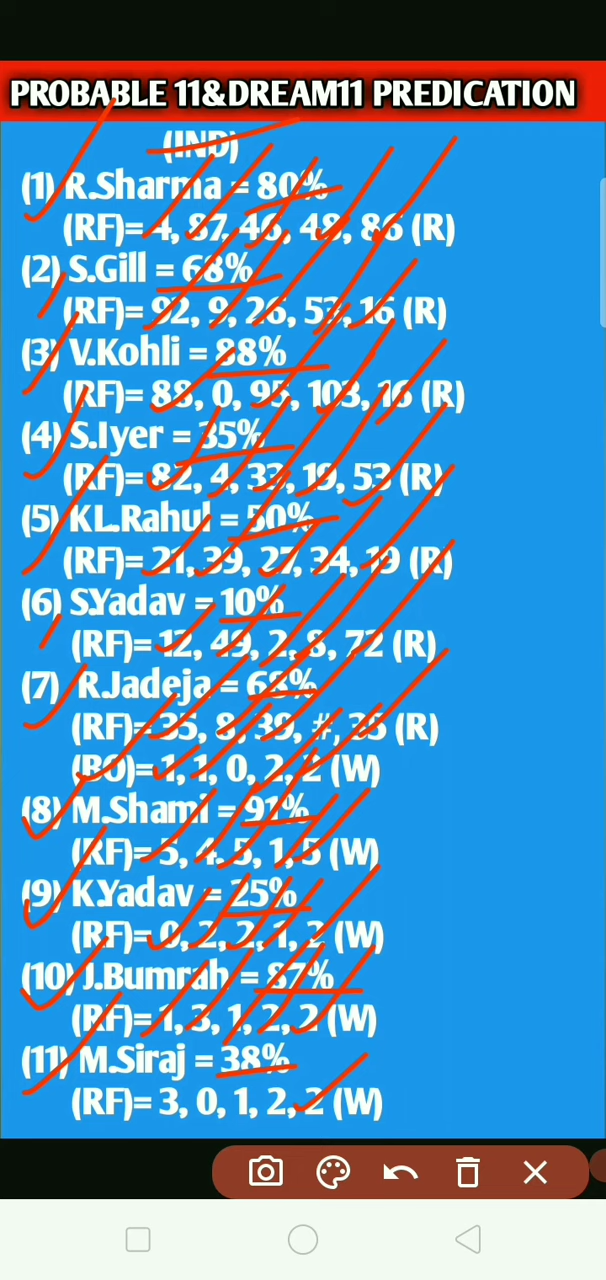 PROBABLE 11&DREAM11 PREDICATION
(IND)
(1) R.Sharma = 80%
(RF)= 4, 87, 46, 48, 86 (R)
(2) S.Gill = 68%
(RF)= 92, 9, 26, 53, 16 (R)
(3) V.Kohli = 88%
(RF)= 88, 0, 95, 103, 16 (R)
(4) S.Iyer = 35%
(RF)= 82, 4, 33, 19, 53 (R)
(5) KL.Rahul = 50%
(RF)= 21, 39, 27, 34, 19 (R)
(6) S.Yadav = 10%
(RF)= 12, 49, 2, 8, 72 (R)
(7) R.Jadeja = 68%
(RF)= 35, 8, 39, #, 35 (R)
(BO)= 1, 1, 0, 2, 2 (W)
(8) M.Shami = 91%
(RF)= 5, 4, 5, 1, 5 (W)
(9) K.Yadav = 25%
(RF)= 0, 2, 2, 1, 2 (W)
(10) J.Bumrah = 87%
(RF)= 1, 3, 1, 2, 2 (W)
(11) M.Siraj = 38%
(RF)= 3, 0, 1, 2, 2 (W)